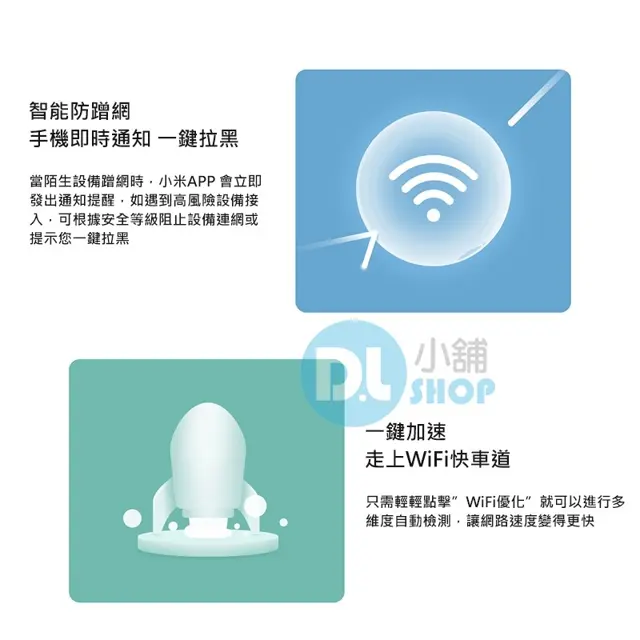 智能防蹭網
手機即時通知 一鍵拉黑
當陌生設備蹭網時，小米APP 會立即
發出通知提醒，如遇到高風險設備接
入，可根據安全等級阻止設備連網或
提示您一鍵拉黑
D.L 小舖
SHOP
一鍵加速
走上WiFi快車道
只需輕輕點擊”WiFi優化”就可以進行多
維度自動檢測，讓網路速度變得更快